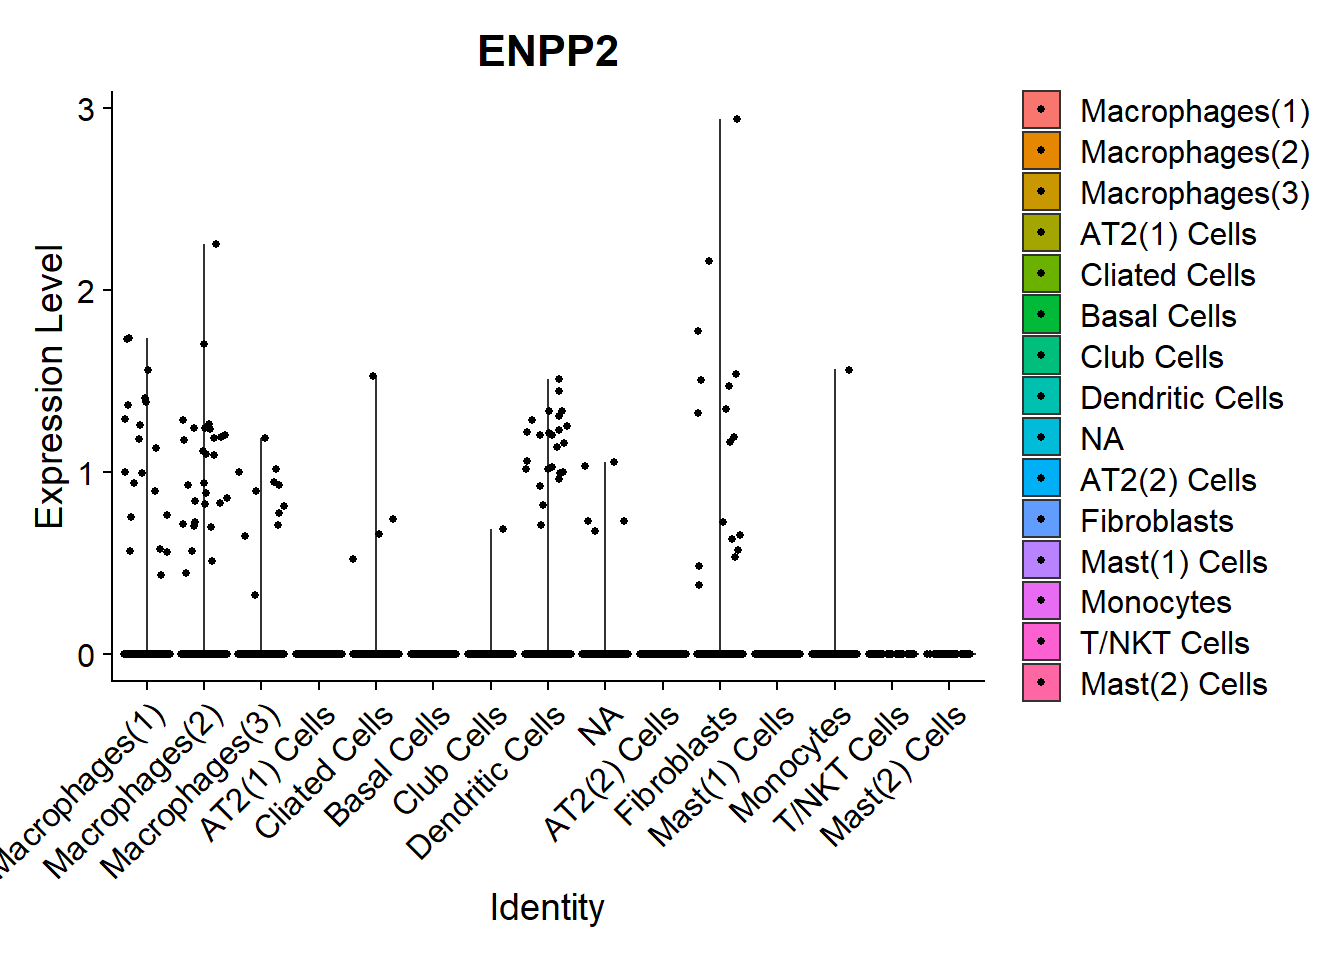 ENPP2
Expression Level
3
2
1
0
Macrophages(1)
Macrophages(2)
Macrophages(3)
AT2(1) Cells
Cliated Cells
Basal Cells
Club Cells
Dendritic Cells
NA
AT2(2) Cells
Fibroblasts
Mast(1) Cells
Monocytes
T/NKT Cells
Mast(2) Cells
Identity
Macrophages(1)
Macrophages(2)
Macrophages(3)
AT2(1) Cells
Cliated Cells
Basal Cells
Club Cells
Dendritic Cells
NA
AT2(2) Cells
Fibroblasts
Mast(1) Cells
Monocytes
T/NKT Cells
Mast(2) Cells